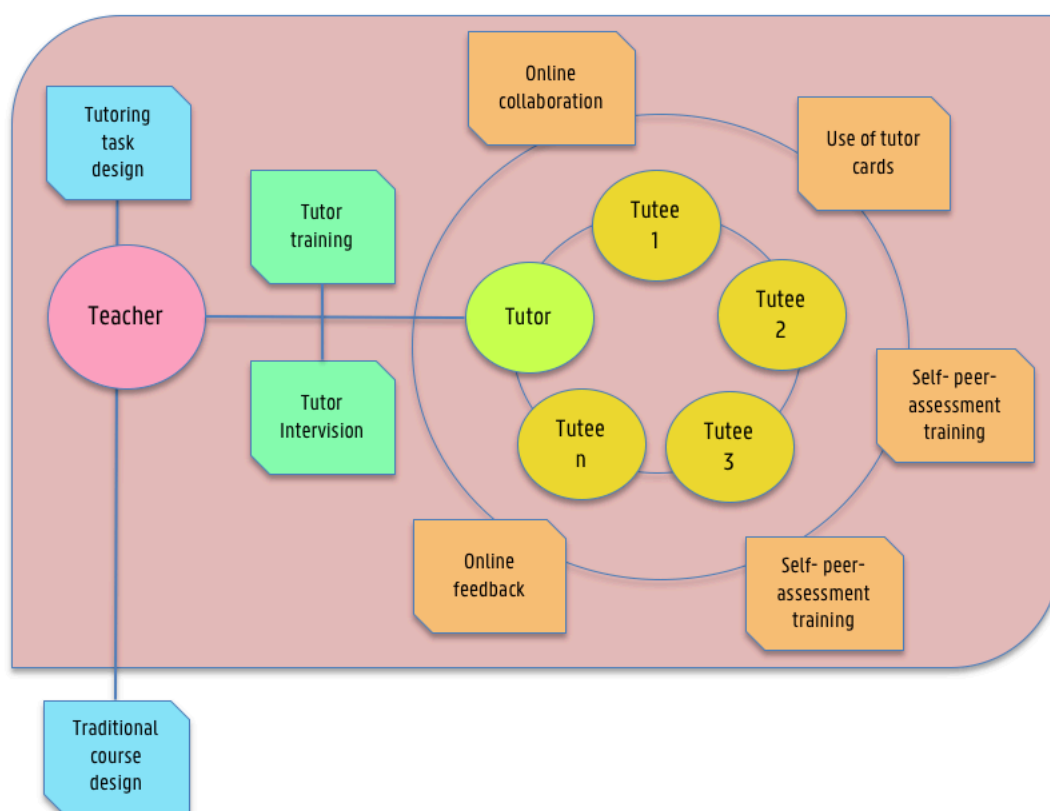 Online
collaboration
Tutoring
task
design
Use of tutor
cards
Tutor
training
Tutee
1
Teacher
Tutor
Tutee
2
Self- peer-
assessment
training
Tutor
Intervision
Tutee
n
Tutee
3
Online
feedback
Self- peer-
assessment
training
Traditional
course
design